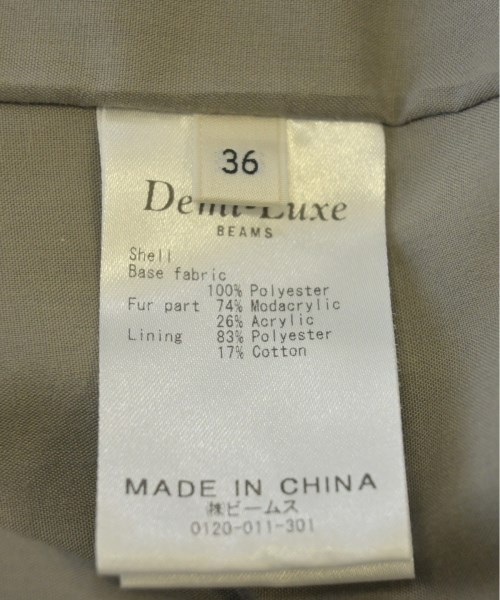 36
Demi-Luxe
BEAMS
Shell
Base fabric
100% Polyester
Fur part 74% Modacrylic
26% Acrylic
Lining 83% Polyester
17% Cotton
MADE IN CHINA
㈱ビームス
0120-011-301